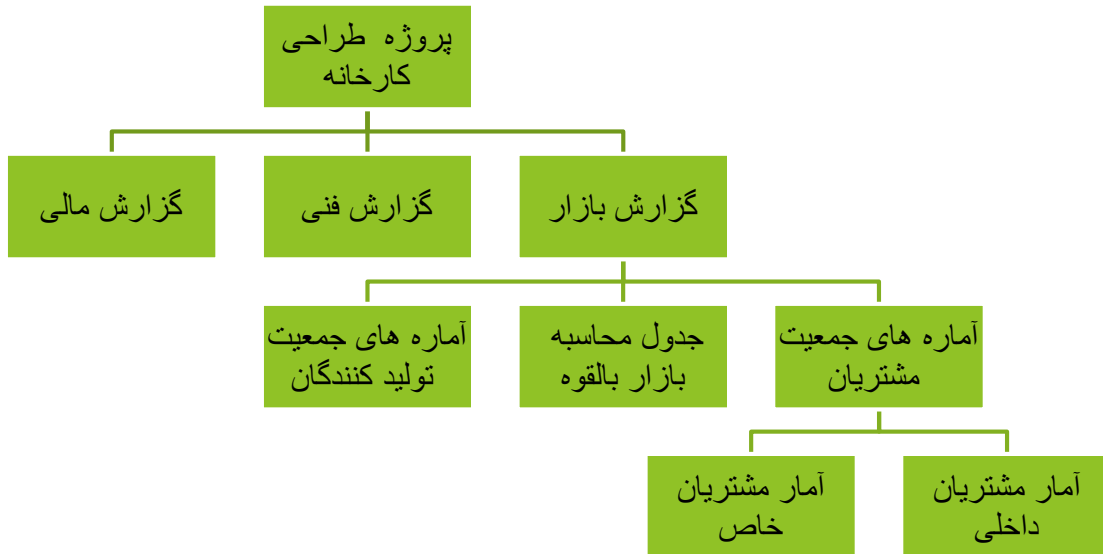 پروژه طراحی
کارخانه
گزارش بازار
گزارش فنی
گزارش مالی
آماره های جمعیت
مشتریان
جدول محاسبه
بازار بالقوه
آماره های جمعیت
تولید کنندگان
آمار مشتریان
داخلی
آمار مشتریان
خاص